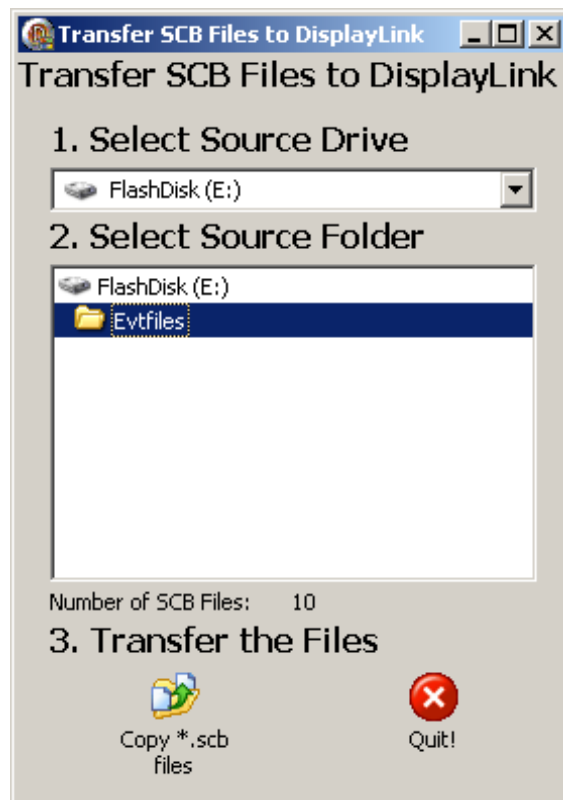 Transfer SCB Files to DisplayLink
Transfer SCB Files to DisplayLink
1. Select Source Drive
FlashDisk (E:)
2. Select Source Folder
FlashDisk (E:)
Evtfiles
Number of SCB Files: 10
3. Transfer the Files
Copy *.scb
files
Quit!